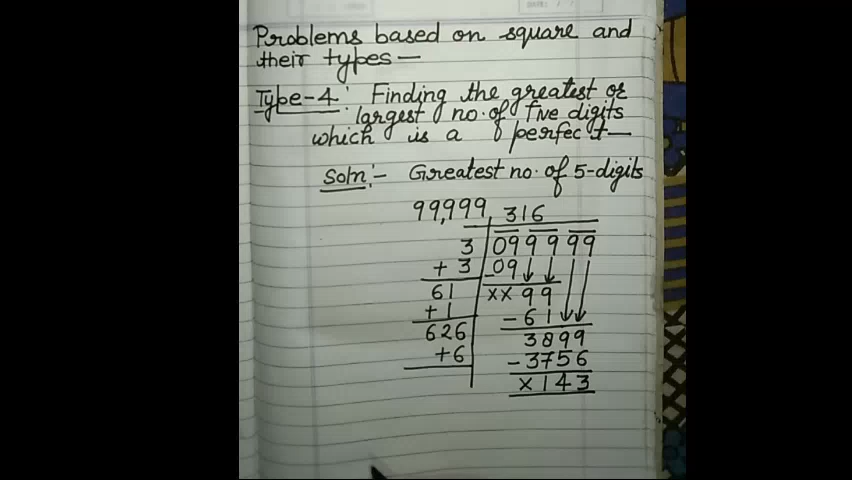 Problems based on square and
their types —
Type-4: Finding the greatest or
largest no. of five digits
which is a perfect —
Soln:- Greatest no. of 5-digits
99,999 316
3 099999
+ 3 -09
61 ××99
+1 -61
626 3899
+6 -3756
×143